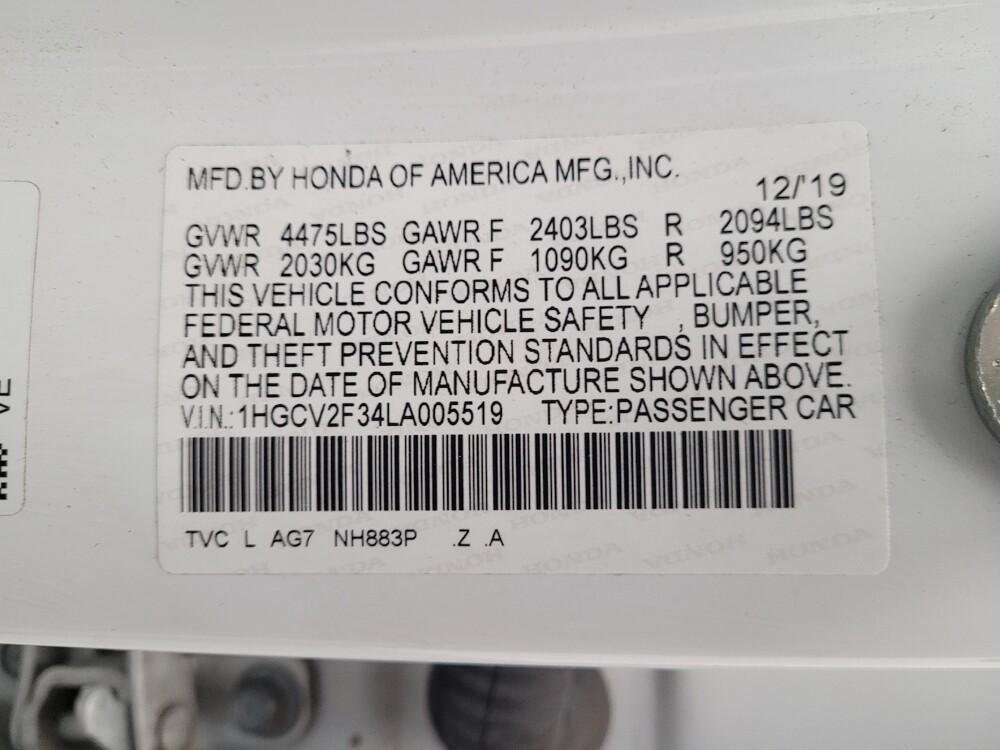 MFD.BY HONDA OF AMERICA MFG.,INC.
12/'19
GVWR 4475LBS GAWR F 2403LBS R 2094LBS
GVWR 2030KG GAWR F 1090KG R 950KG
THIS VEHICLE CONFORMS TO ALL APPLICABLE
FEDERAL MOTOR VEHICLE SAFETY , BUMPER,
AND THEFT PREVENTION STANDARDS IN EFFECT
ON THE DATE OF MANUFACTURE SHOWN ABOVE.
V.I.N.:1HGCV2F34LA005519 TYPE:PASSENGER CAR
TVC L AG7 NH883P .Z .A